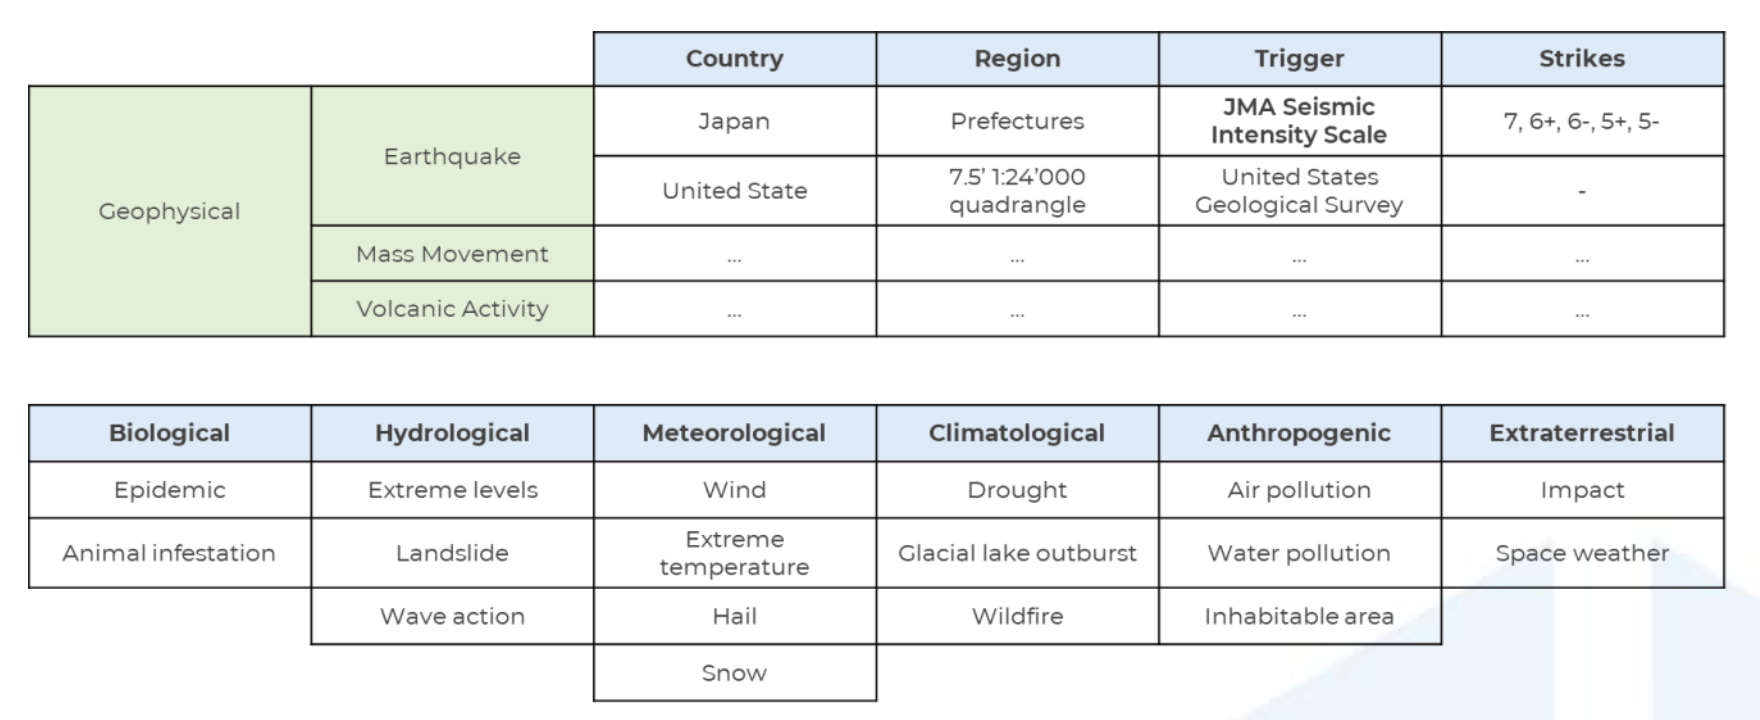 Country Region Trigger Strikes
Geophysical
Earthquake
Japan Prefectures JMA Seismic
Intensity Scale 7, 6+, 6-, 5+, 5-
United State 7.5’ 1:24’000
quadrangle United States
Geological Survey -
Mass Movement ... ... ... ...
Volcanic Activity ... ... ... ...
Biological Hydrological Meteorological Climatological Anthropogenic Extraterrestrial
Epidemic Extreme levels Wind Drought Air pollution Impact
Animal infestation Landslide Extreme
temperature Glacial lake outburst Water pollution Space weather
Wave action Hail Wildfire Inhabitable area
Snow